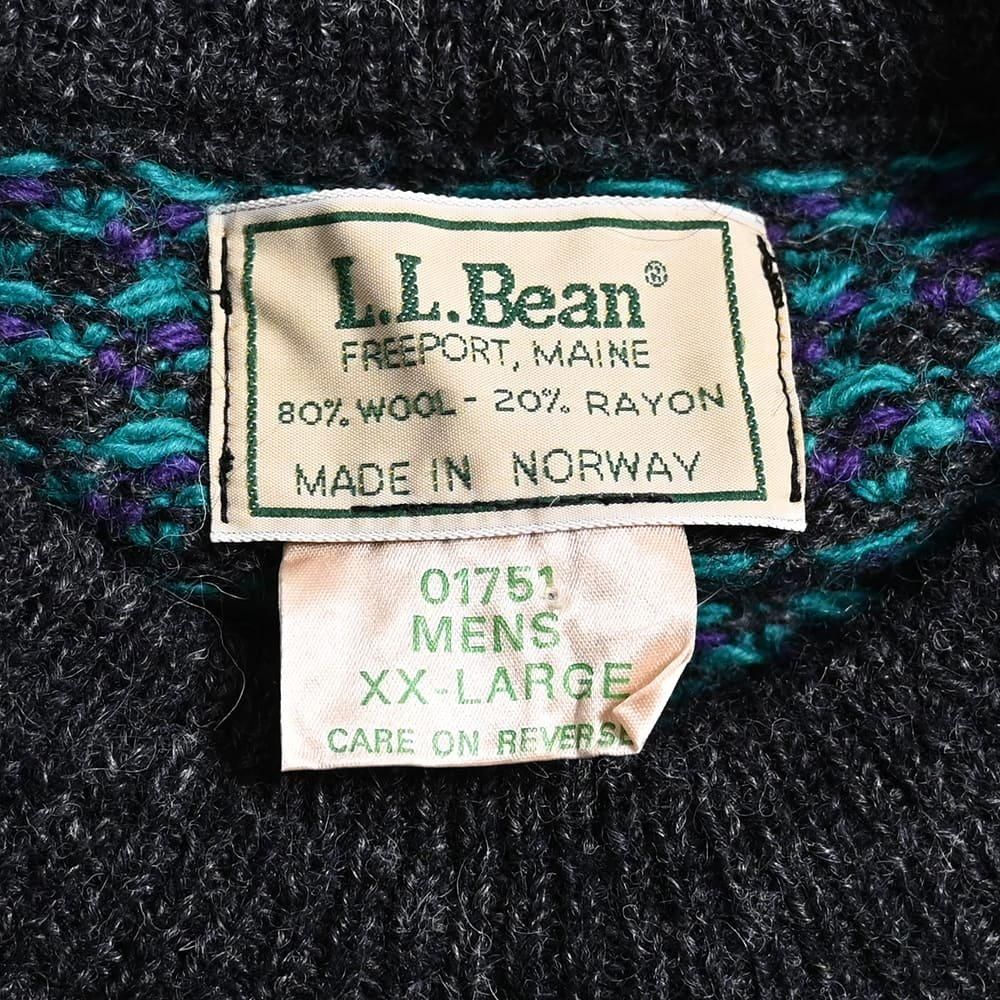 L.L.Bean®
FREEPORT, MAINE
80% WOOL - 20% RAYON
MADE IN NORWAY
01751
MENS
XX-LARGE
CARE ON REVERSE